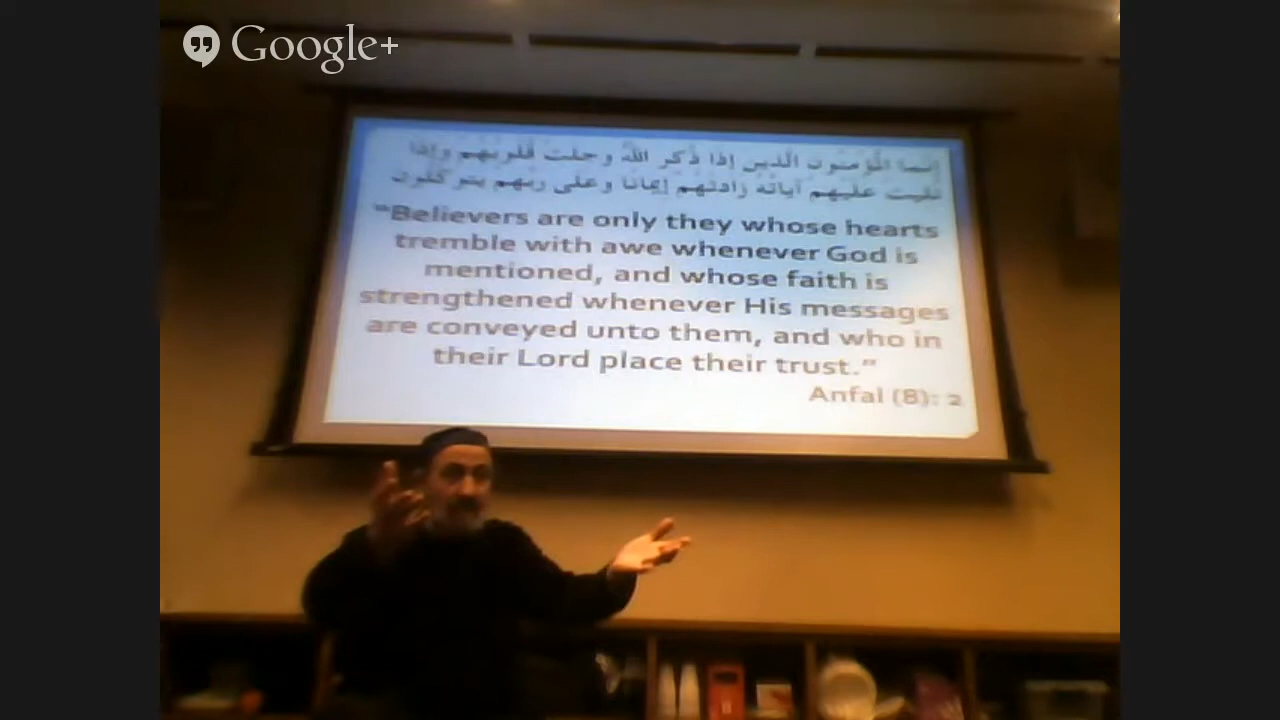 Google+
إنما المؤمنون الذين إذا ذكر الله وجلت قلوبهم وإذا
تليت عليهم آياته زادتهم إيمانا وعلى ربهم يتوكلون
"Believers are only they whose hearts
tremble with awe whenever God is
mentioned, and whose faith is
strengthened whenever His messages
are conveyed unto them, and who in
their Lord place their trust."
Anfal (8): 2